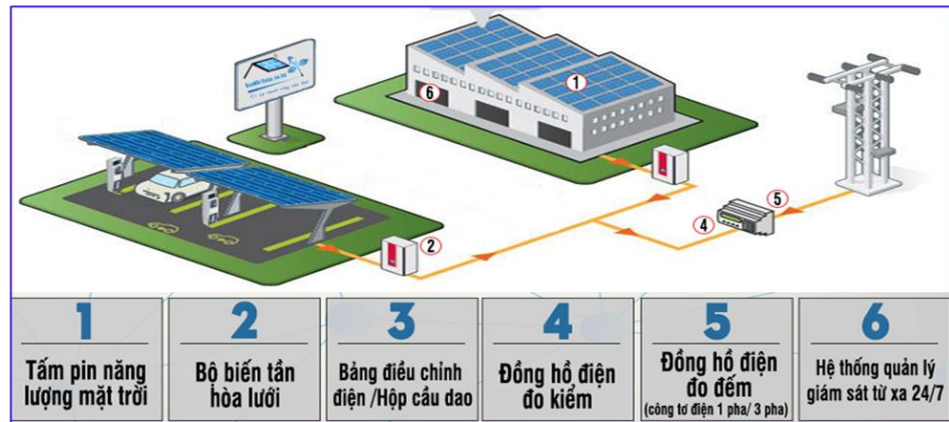 1
6
2
4
5
1
Tấm pin năng
lượng mặt trời
2
Bộ biến tần
hòa lưới
3
Bảng điều chỉnh
điện /Hộp cầu dao
4
Đồng hồ điện
đo kiểm
5
Đồng hồ điện
đo đếm
(công tơ điện 1 pha/ 3 pha)
6
Hệ thống quản lý
giám sát từ xa 24/7